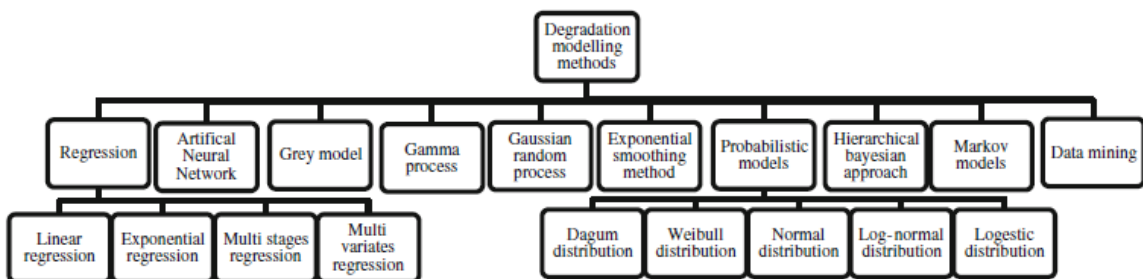 Degradation
modelling
methods
Regression
Artifical
Neural
Network
Grey model
Gamma
process
Gaussian
random
process
Exponential
smoothing
method
Probabilistic
models
Hierarchical
bayesian
approach
Markov
models
Data mining
Linear
regression
Exponential
regression
Multi stages
regression
Multi
variates
regression
Dagum
distribution
Weibull
distribution
Normal
distribution
Log-normal
distribution
Logestic
distribution